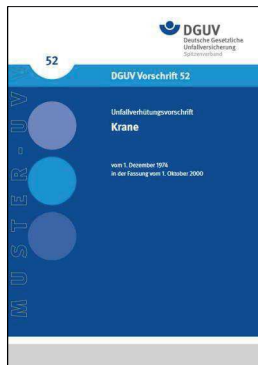 DGUV
Deutsche Gesetzliche
Unfallversicherung
Spitzenverband
52
DGUV Vorschrift 52
Unfallverhütungsvorschrift
Krane
vom 1. Dezember 1974
in der Fassung vom 1. Oktober 2000
MUSTER-UVV